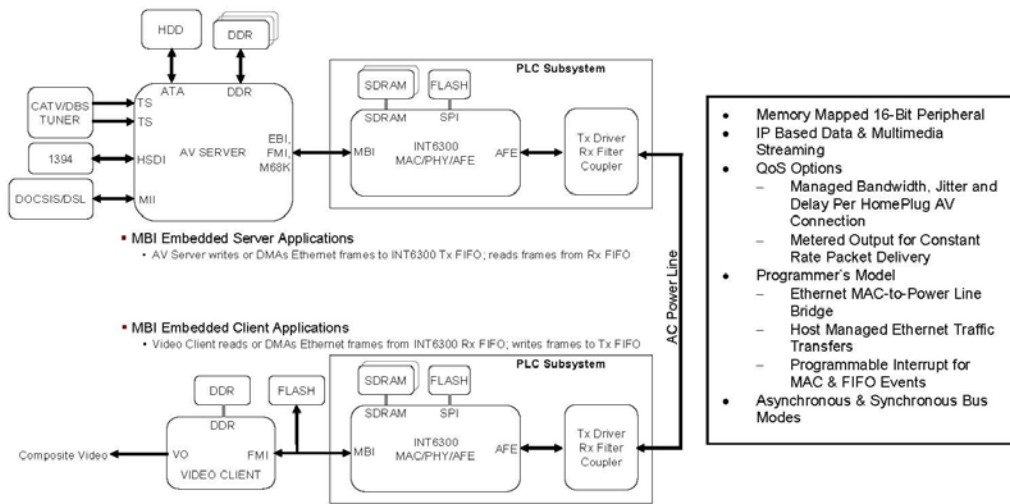 HDD
DDR
PLC Subsystem
SDRAM
FLASH
CATV/DBS
TUNER
TS
TS
ATA
DDR
SDRAM
SPI
AV SERVER
EBI,
FMI,
M68K
MBI
INT6300
MAC/PHY/AFE
AFE
Tx Driver
Rx Filter
Coupler
1394
HSDI
DOCSIS/DSL
MII
▪ MBI Embedded Server Applications
• AV Server writes or DMAs Ethernet frames to INT6300 Tx FIFO; reads frames from Rx FIFO
AC Power Line
▪ MBI Embedded Client Applications
• Video Client reads or DMAs Ethernet frames from INT6300 Rx FIFO; writes frames to Tx FIFO
PLC Subsystem
DDR
FLASH
SDRAM
FLASH
DDR
SDRAM
SPI
Composite Video
VO
FMI
VIDEO CLIENT
MBI
INT6300
MAC/PHY/AFE
AFE
Tx Driver
Rx Filter
Coupler
• Memory Mapped 16-Bit Peripheral
• IP Based Data & Multimedia
Streaming
• QoS Options
– Managed Bandwidth, Jitter and
Delay Per HomePlug AV
Connection
– Metered Output for Constant
Rate Packet Delivery
• Programmer's Model
– Ethernet MAC-to-Power Line
Bridge
– Host Managed Ethernet Traffic
Transfers
– Programmable Interrupt for
MAC & FIFO Events
• Asynchronous & Synchronous Bus
Modes